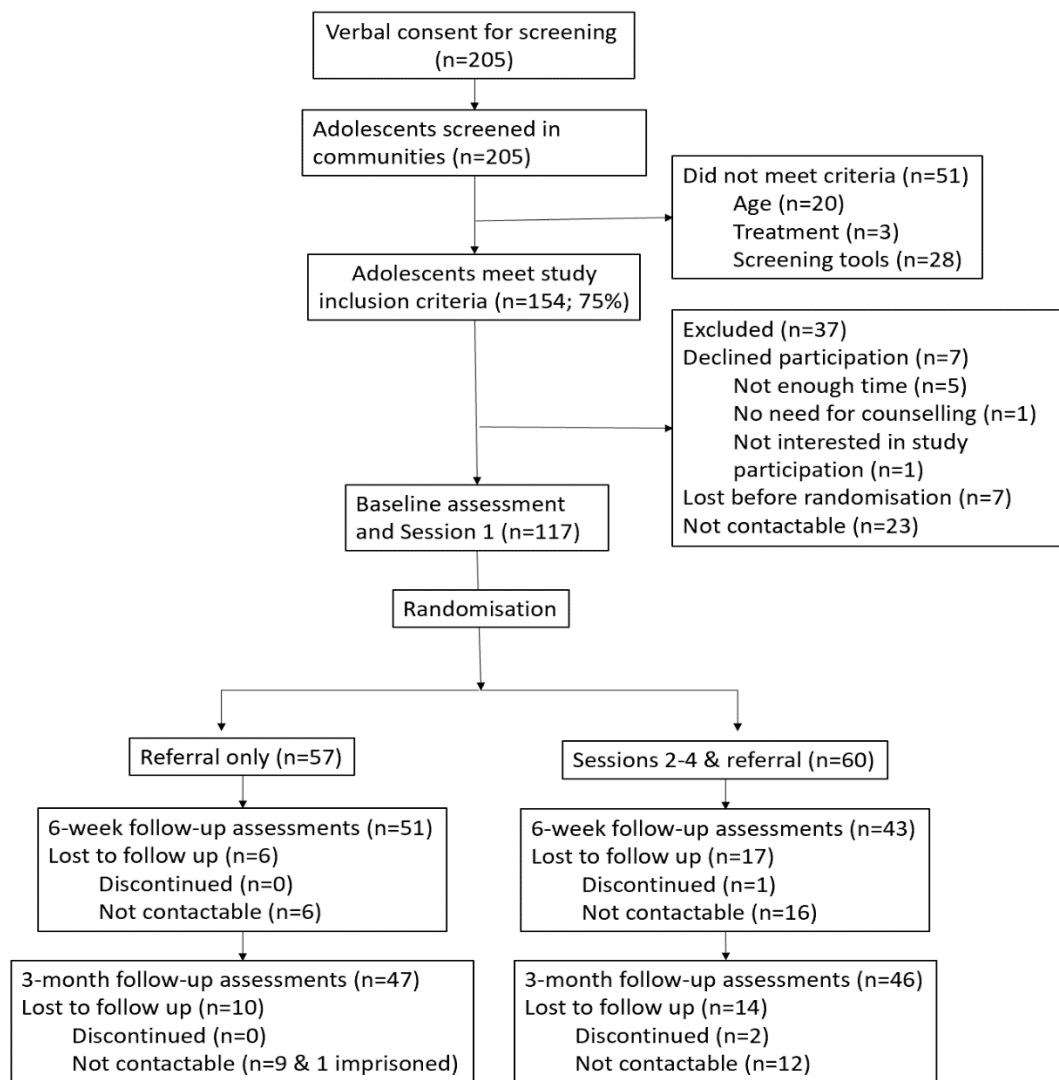 Verbal consent for screening
(n=205)
Adolescents screened in
communities (n=205)
Did not meet criteria (n=51)
Age (n=20)
Treatment (n=3)
Screening tools (n=28)
Adolescents meet study
inclusion criteria (n=154; 75%)
Excluded (n=37)
Declined participation (n=7)
Not enough time (n=5)
No need for counselling (n=1)
Not interested in study
participation (n=1)
Lost before randomisation (n=7)
Not contactable (n=23)
Baseline assessment
and Session 1 (n=117)
Randomisation
Referral only (n=57)
Sessions 2-4 & referral (n=60)
6-week follow-up assessments (n=51)
Lost to follow up (n=6)
Discontinued (n=0)
Not contactable (n=6)
6-week follow-up assessments (n=43)
Lost to follow up (n=17)
Discontinued (n=1)
Not contactable (n=16)
3-month follow-up assessments (n=47)
Lost to follow up (n=10)
Discontinued (n=0)
Not contactable (n=9 & 1 imprisoned)
3-month follow-up assessments (n=46)
Lost to follow up (n=14)
Discontinued (n=2)
Not contactable (n=12)